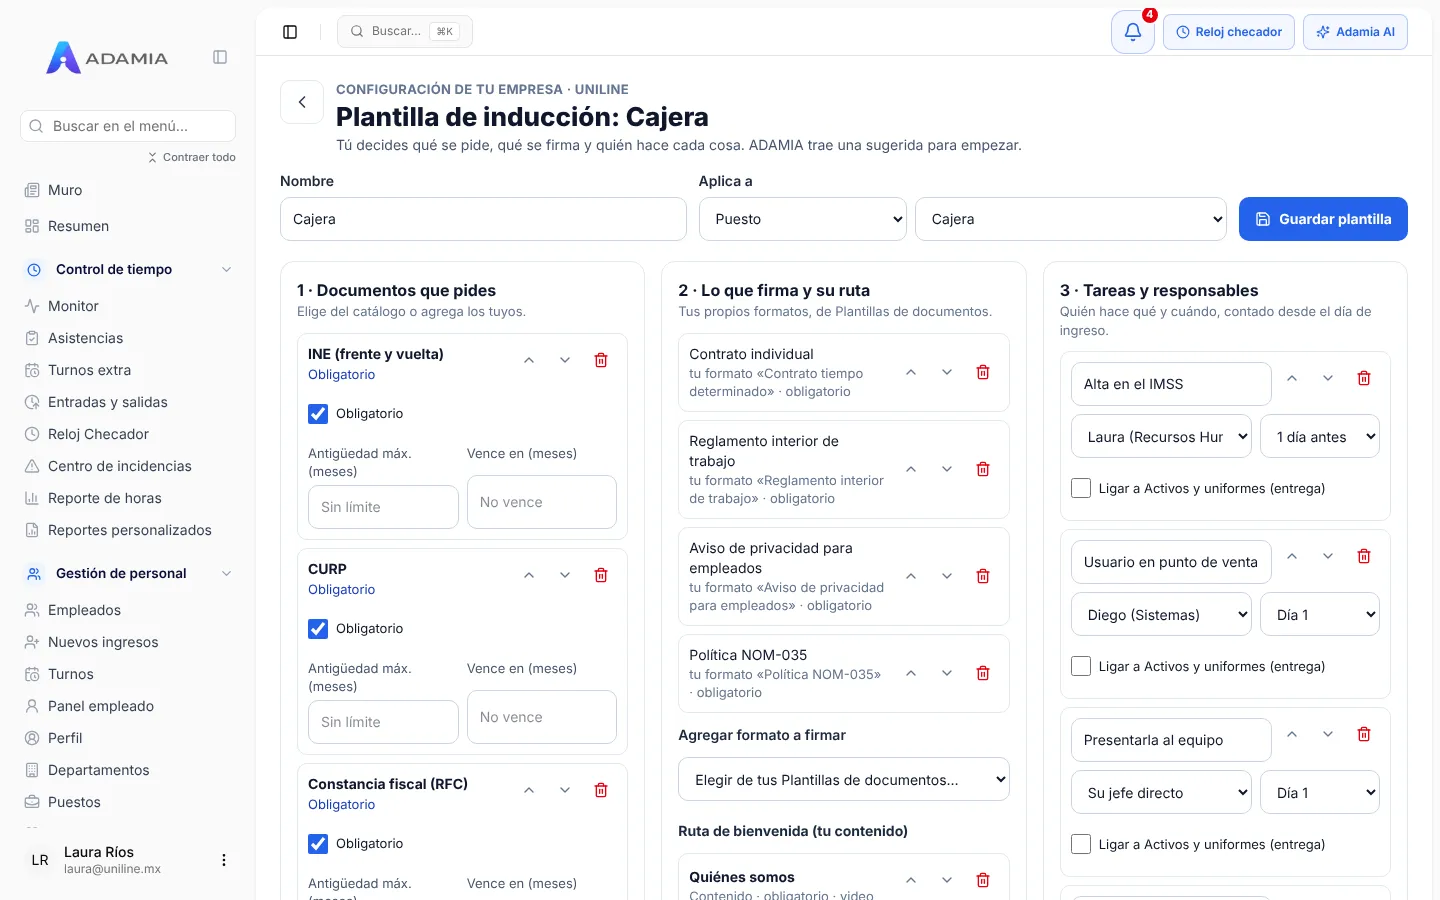 ADAMIA
Buscar en el menú...
Contraer todo
Muro
Resumen
Control de tiempo
Monitor
Asistencias
Turnos extra
Entradas y salidas
Reloj Checador
Centro de incidencias
Reporte de horas
Reportes personalizados
Gestión de personal
Empleados
Nuevos ingresos
Turnos
Panel empleado
Perfil
Departamentos
Puestos
LR
Laura Ríos
laura@uniline.mx
Buscar... ⌘K
4
Reloj checador
Adamia AI
CONFIGURACIÓN DE TU EMPRESA · UNILINE
Plantilla de inducción: Cajera
Tú decides qué se pide, qué se firma y quién hace cada cosa. ADAMIA trae una sugerida para empezar.
Nombre
Cajera
Aplica a
Puesto
Cajera
Guardar plantilla
1 · Documentos que pides
Elige del catálogo o agrega los tuyos.
INE (frente y vuelta)
Obligatorio
Obligatorio
Antigüedad máx.
(meses)
Sin límite
Vence en (meses)
No vence
CURP
Obligatorio
Obligatorio
Antigüedad máx.
(meses)
Sin límite
Vence en (meses)
No vence
Constancia fiscal (RFC)
Obligatorio
Obligatorio
Antigüedad máx.
Vence en (meses)
2 · Lo que firma y su ruta
Tus propios formatos, de Plantillas de documentos.
Contrato individual
tu formato «Contrato tiempo
determinado» · obligatorio
Reglamento interior de
trabajo
tu formato «Reglamento interior
de trabajo» · obligatorio
Aviso de privacidad para
empleados
tu formato «Aviso de privacidad
para empleados» · obligatorio
Política NOM-035
tu formato «Política NOM-035»
· obligatorio
Agregar formato a firmar
Elegir de tus Plantillas de documentos...
Ruta de bienvenida (tu contenido)
Quiénes somos
Contenido · obligatorio · video
3 · Tareas y responsables
Quién hace qué y cuándo, contado desde el día de
ingreso.
Alta en el IMSS
Laura (Recursos Hur
1 día antes
Ligar a Activos y uniformes (entrega)
Usuario en punto de venta
Diego (Sistemas)
Día 1
Ligar a Activos y uniformes (entrega)
Presentarla al equipo
Su jefe directo
Día 1
Ligar a Activos y uniformes (entrega)